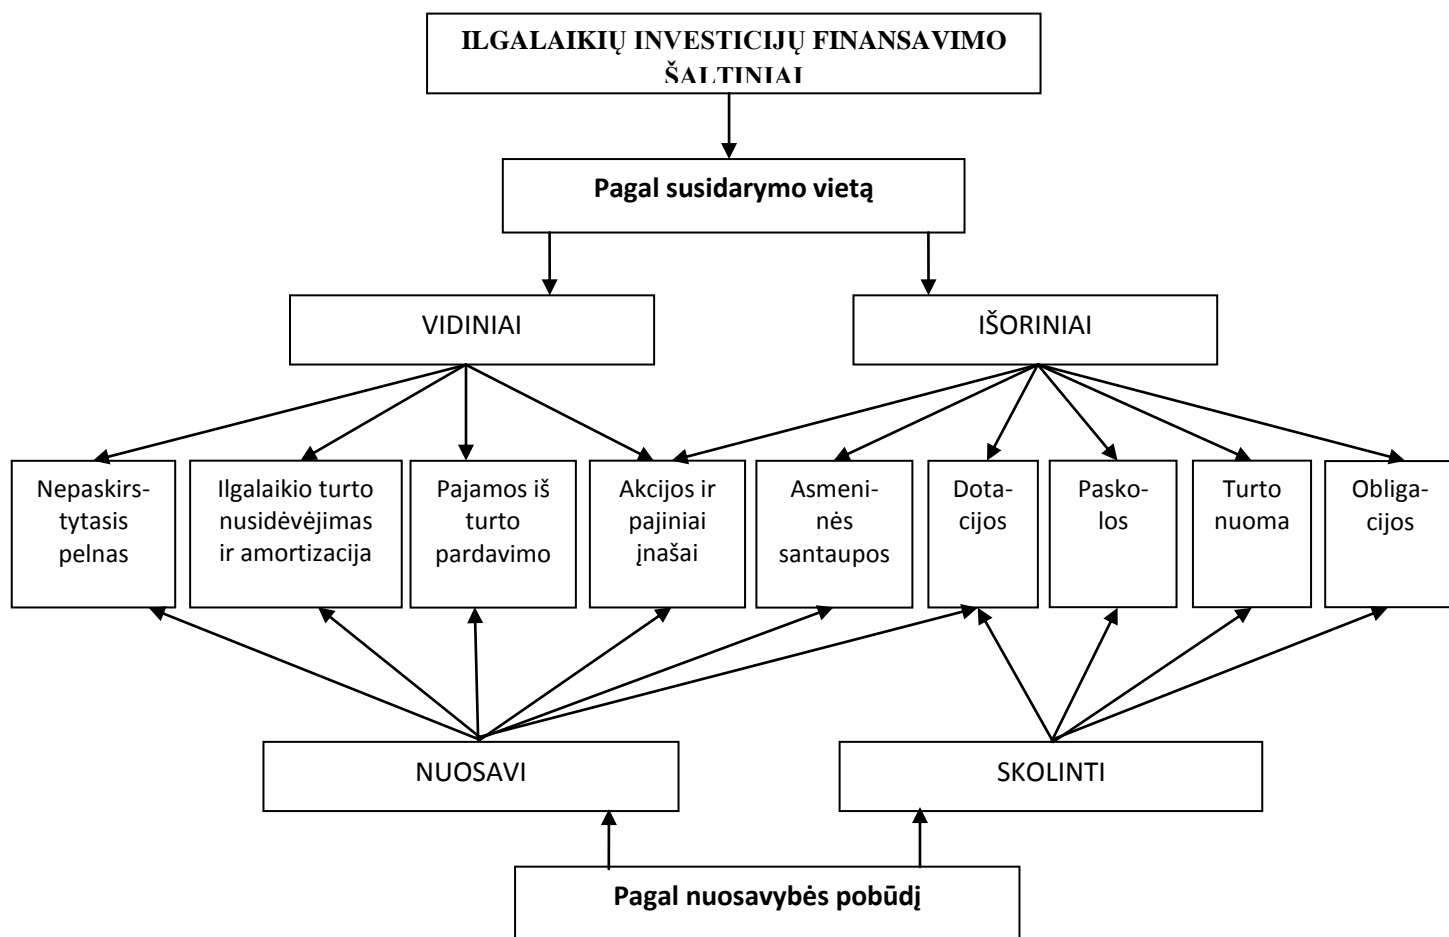 ILGALAIKIŲ INVESTICIJŲ FINANSAVIMO
ŠALTINIAI
Pagal susidarymo vietą
VIDINIAI
IŠORINIAI
Nepaskirs-
tytasis
pelnas
Ilgalaikio turto
nusidėvėjimas
ir amortizacija
Pajamos iš
turto
pardavimo
Akcijos ir
pajiniai
įnašai
Asmeni-
nės
santaupos
Dota-
cijos
Pasko-
los
Turto
nuoma
Obliga-
cijos
NUOSAVI
SKOLINTI
Pagal nuosavybės pobūdį